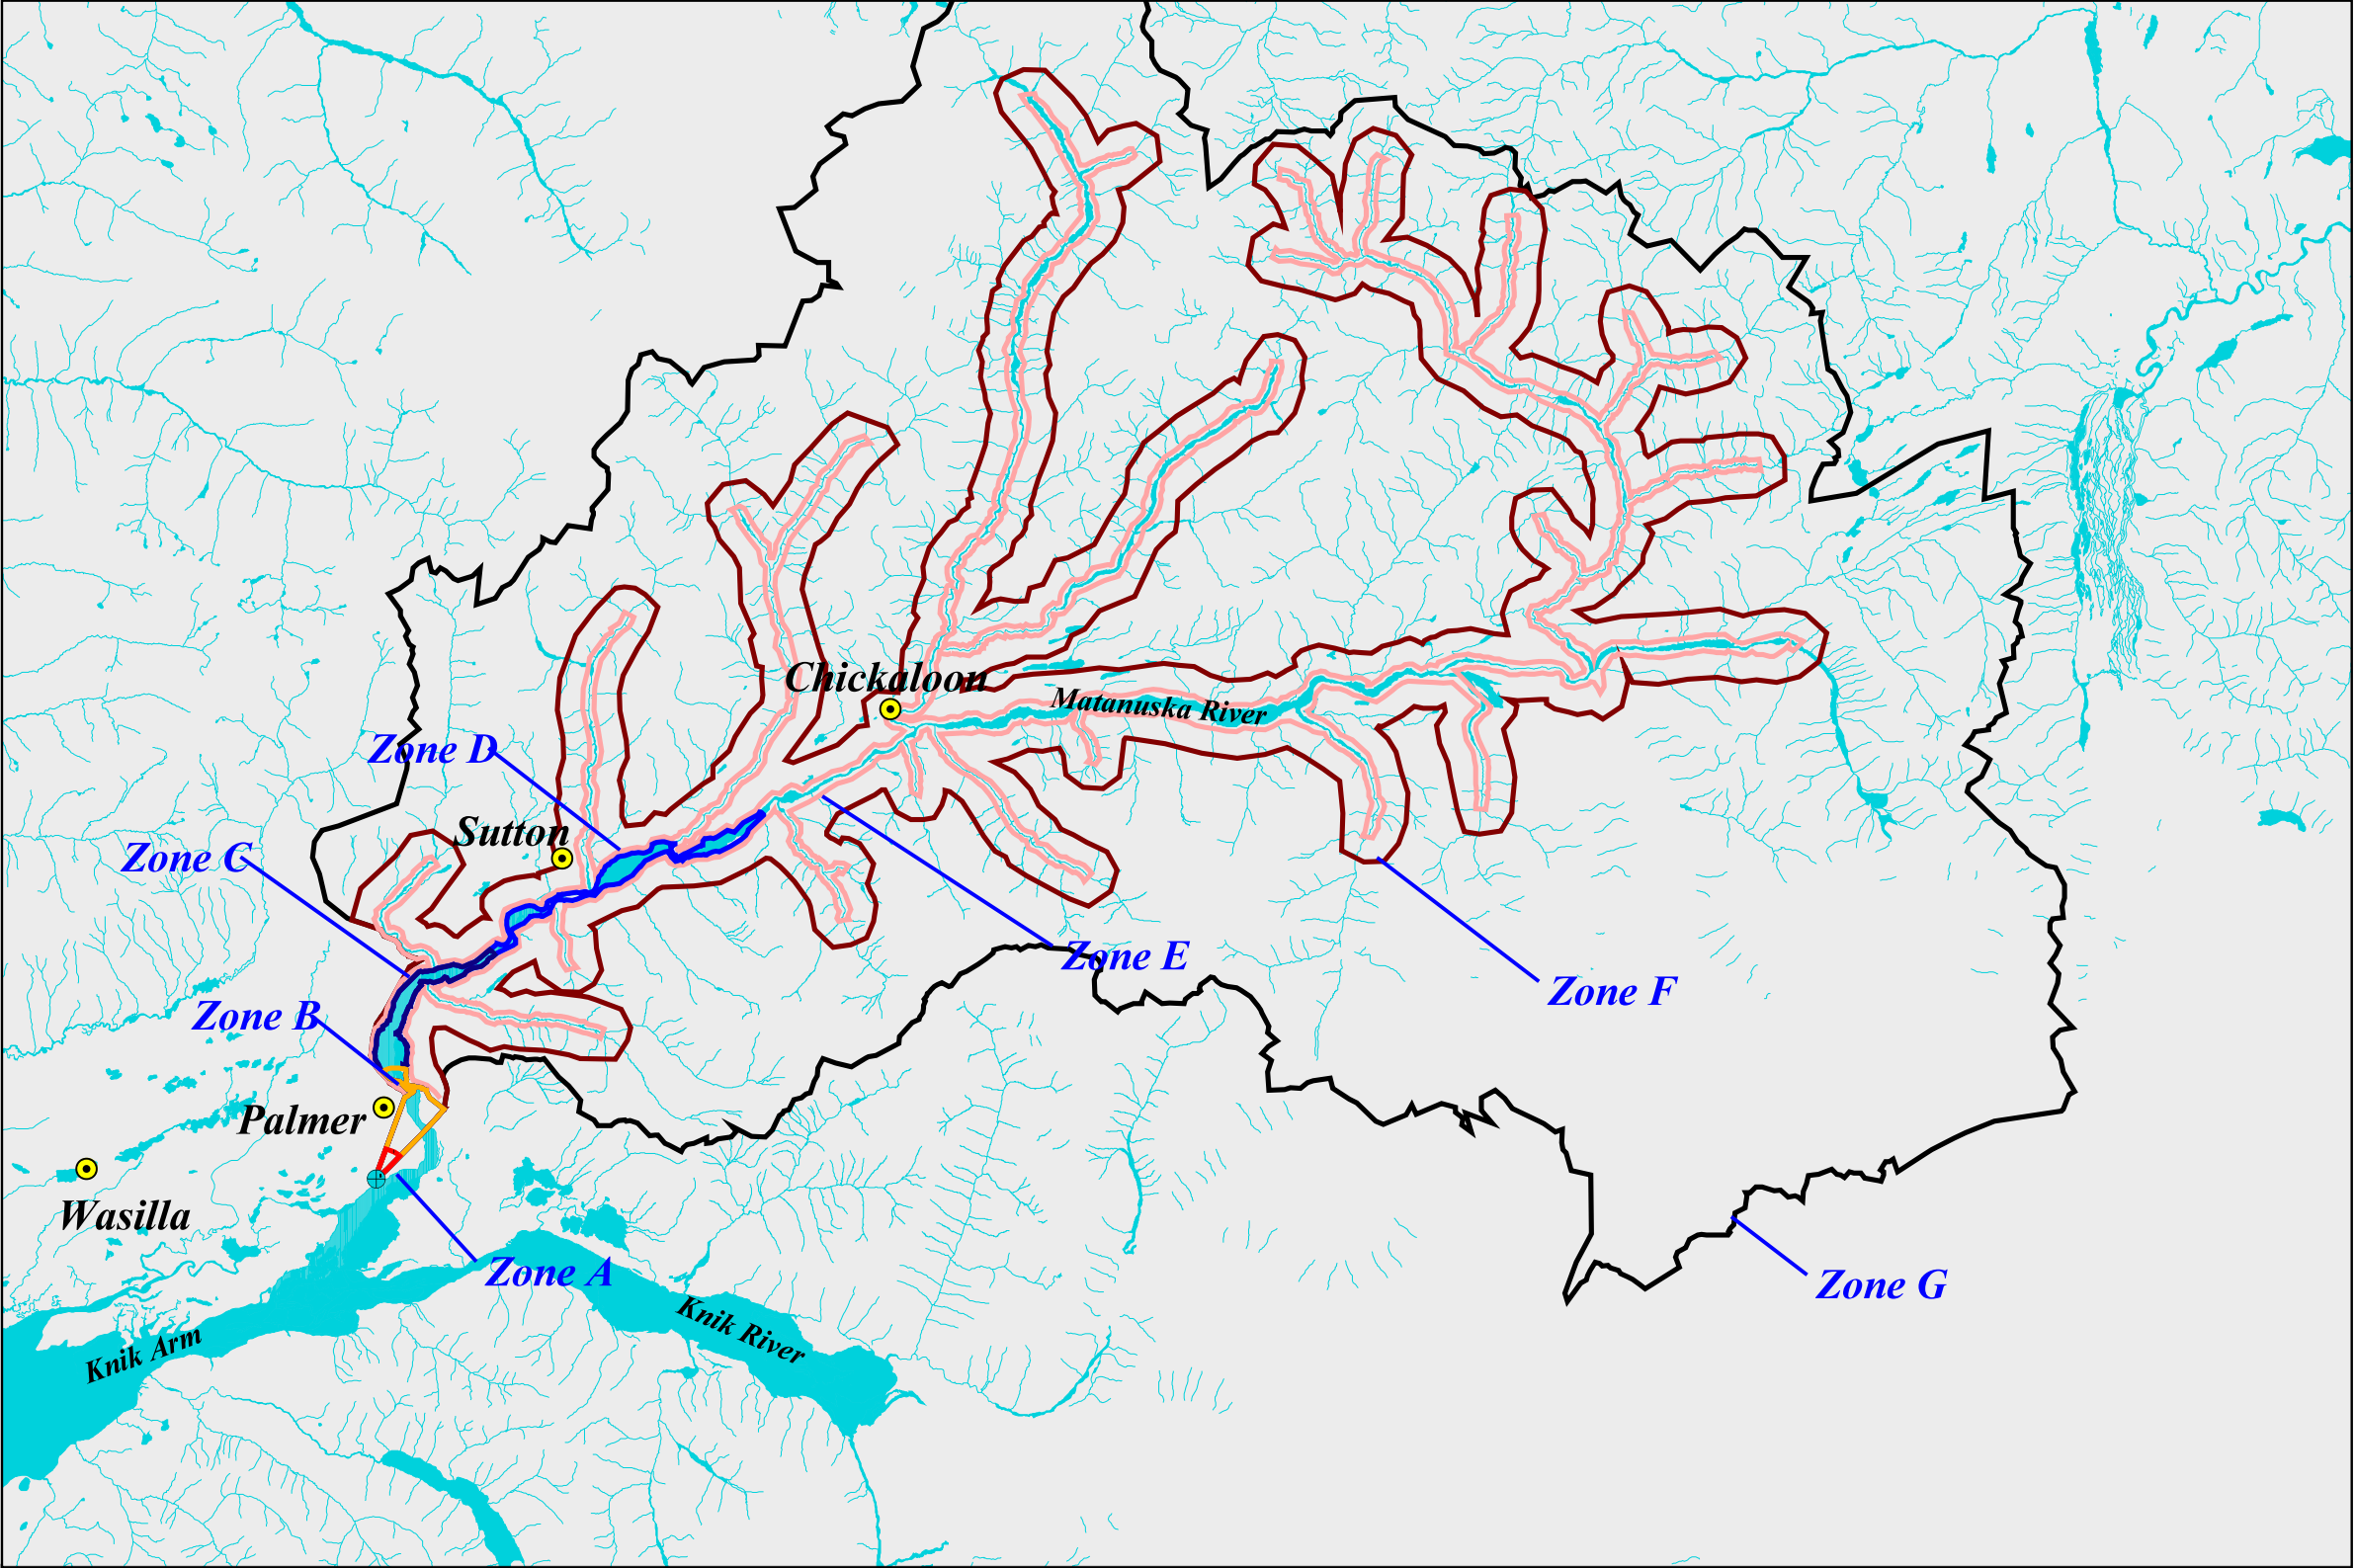 Chickaloon
Matanuska River
Zone D
Sutton
Zone C
Zone E
Zone F
Zone B
Palmer
Wasilla
Zone A
Zone G
Knik River
Knik Arm